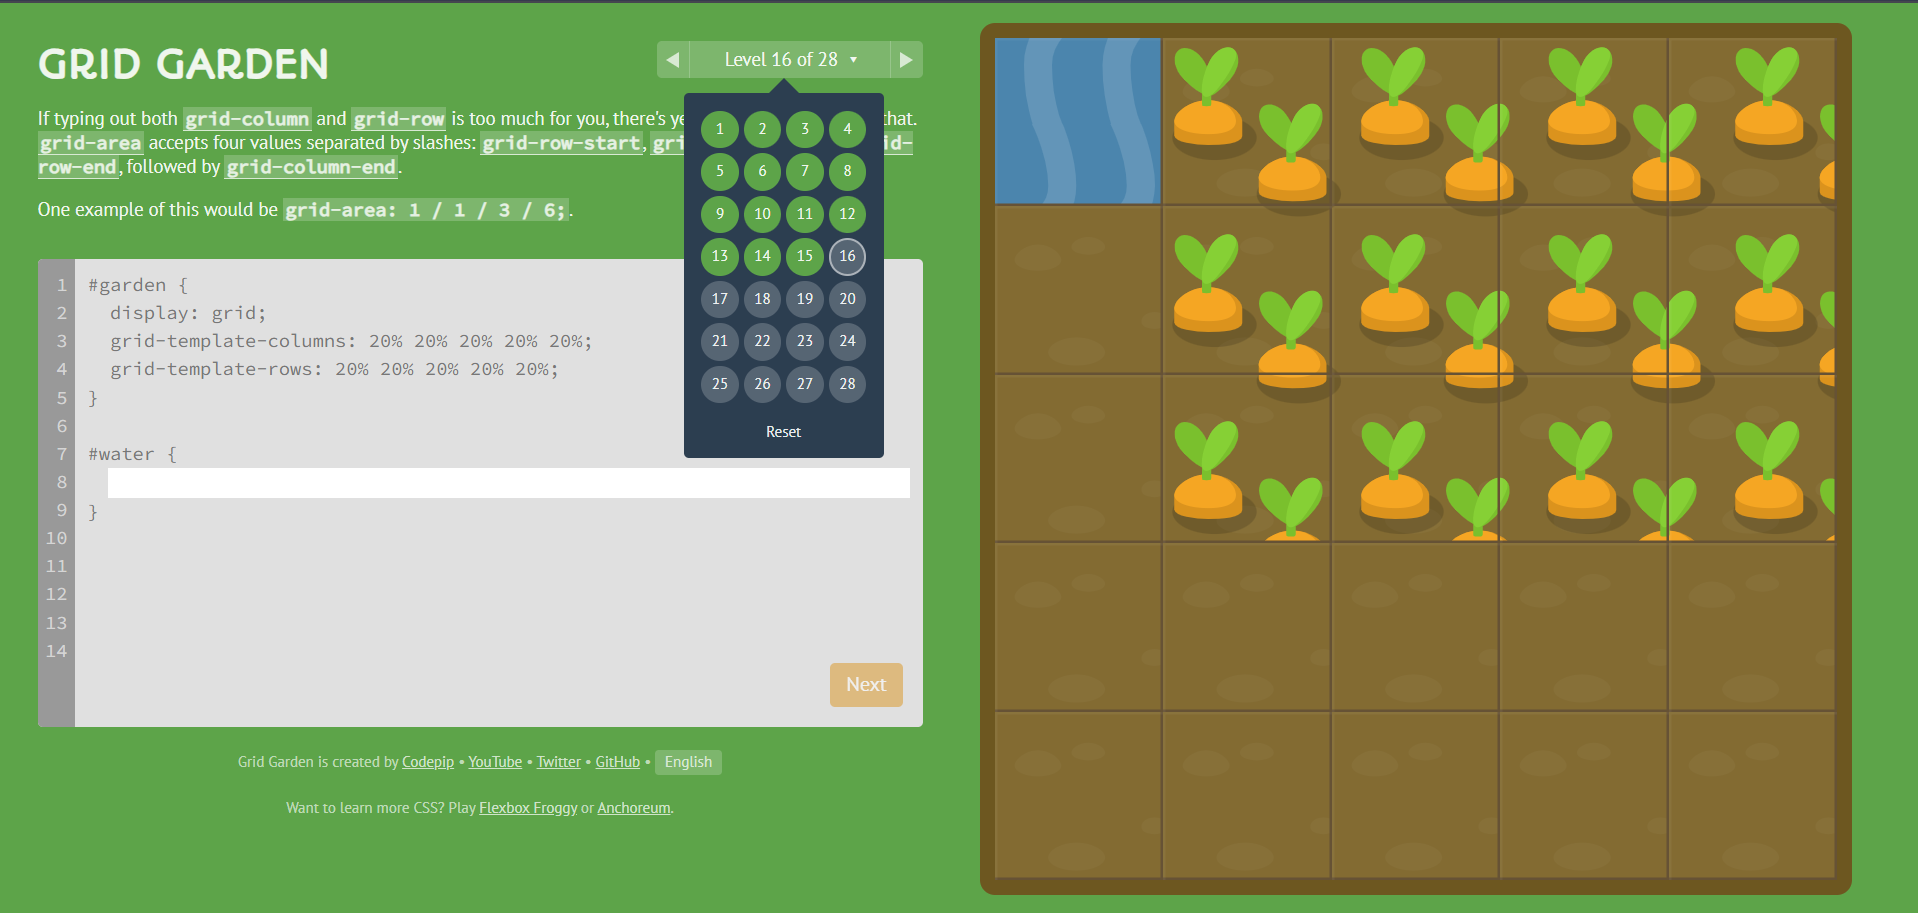 GRID GARDEN
Level 16 of 28
If typing out both grid-column and grid-row is too much for you, there's ye that.
grid-area accepts four values separated by slashes: grid-row-start, gri id-
row-end, followed by grid-column-end.
One example of this would be grid-area: 1 / 1 / 3 / 6;.
1 2 3 4
5 6 7 8
9 10 11 12
13 14 15 16
17 18 19 20
21 22 23 24
25 26 27 28
Reset
1 #garden {
2 display: grid;
3 grid-template-columns: 20% 20% 20% 20% 20%;
4 grid-template-rows: 20% 20% 20% 20% 20%;
5 }
6
7 #water {
8
9 }
10
11
12
13
14
Next
Grid Garden is created by Codepip • YouTube • Twitter • GitHub • English
Want to learn more CSS? Play Flexbox Froggy or Anchoreum.